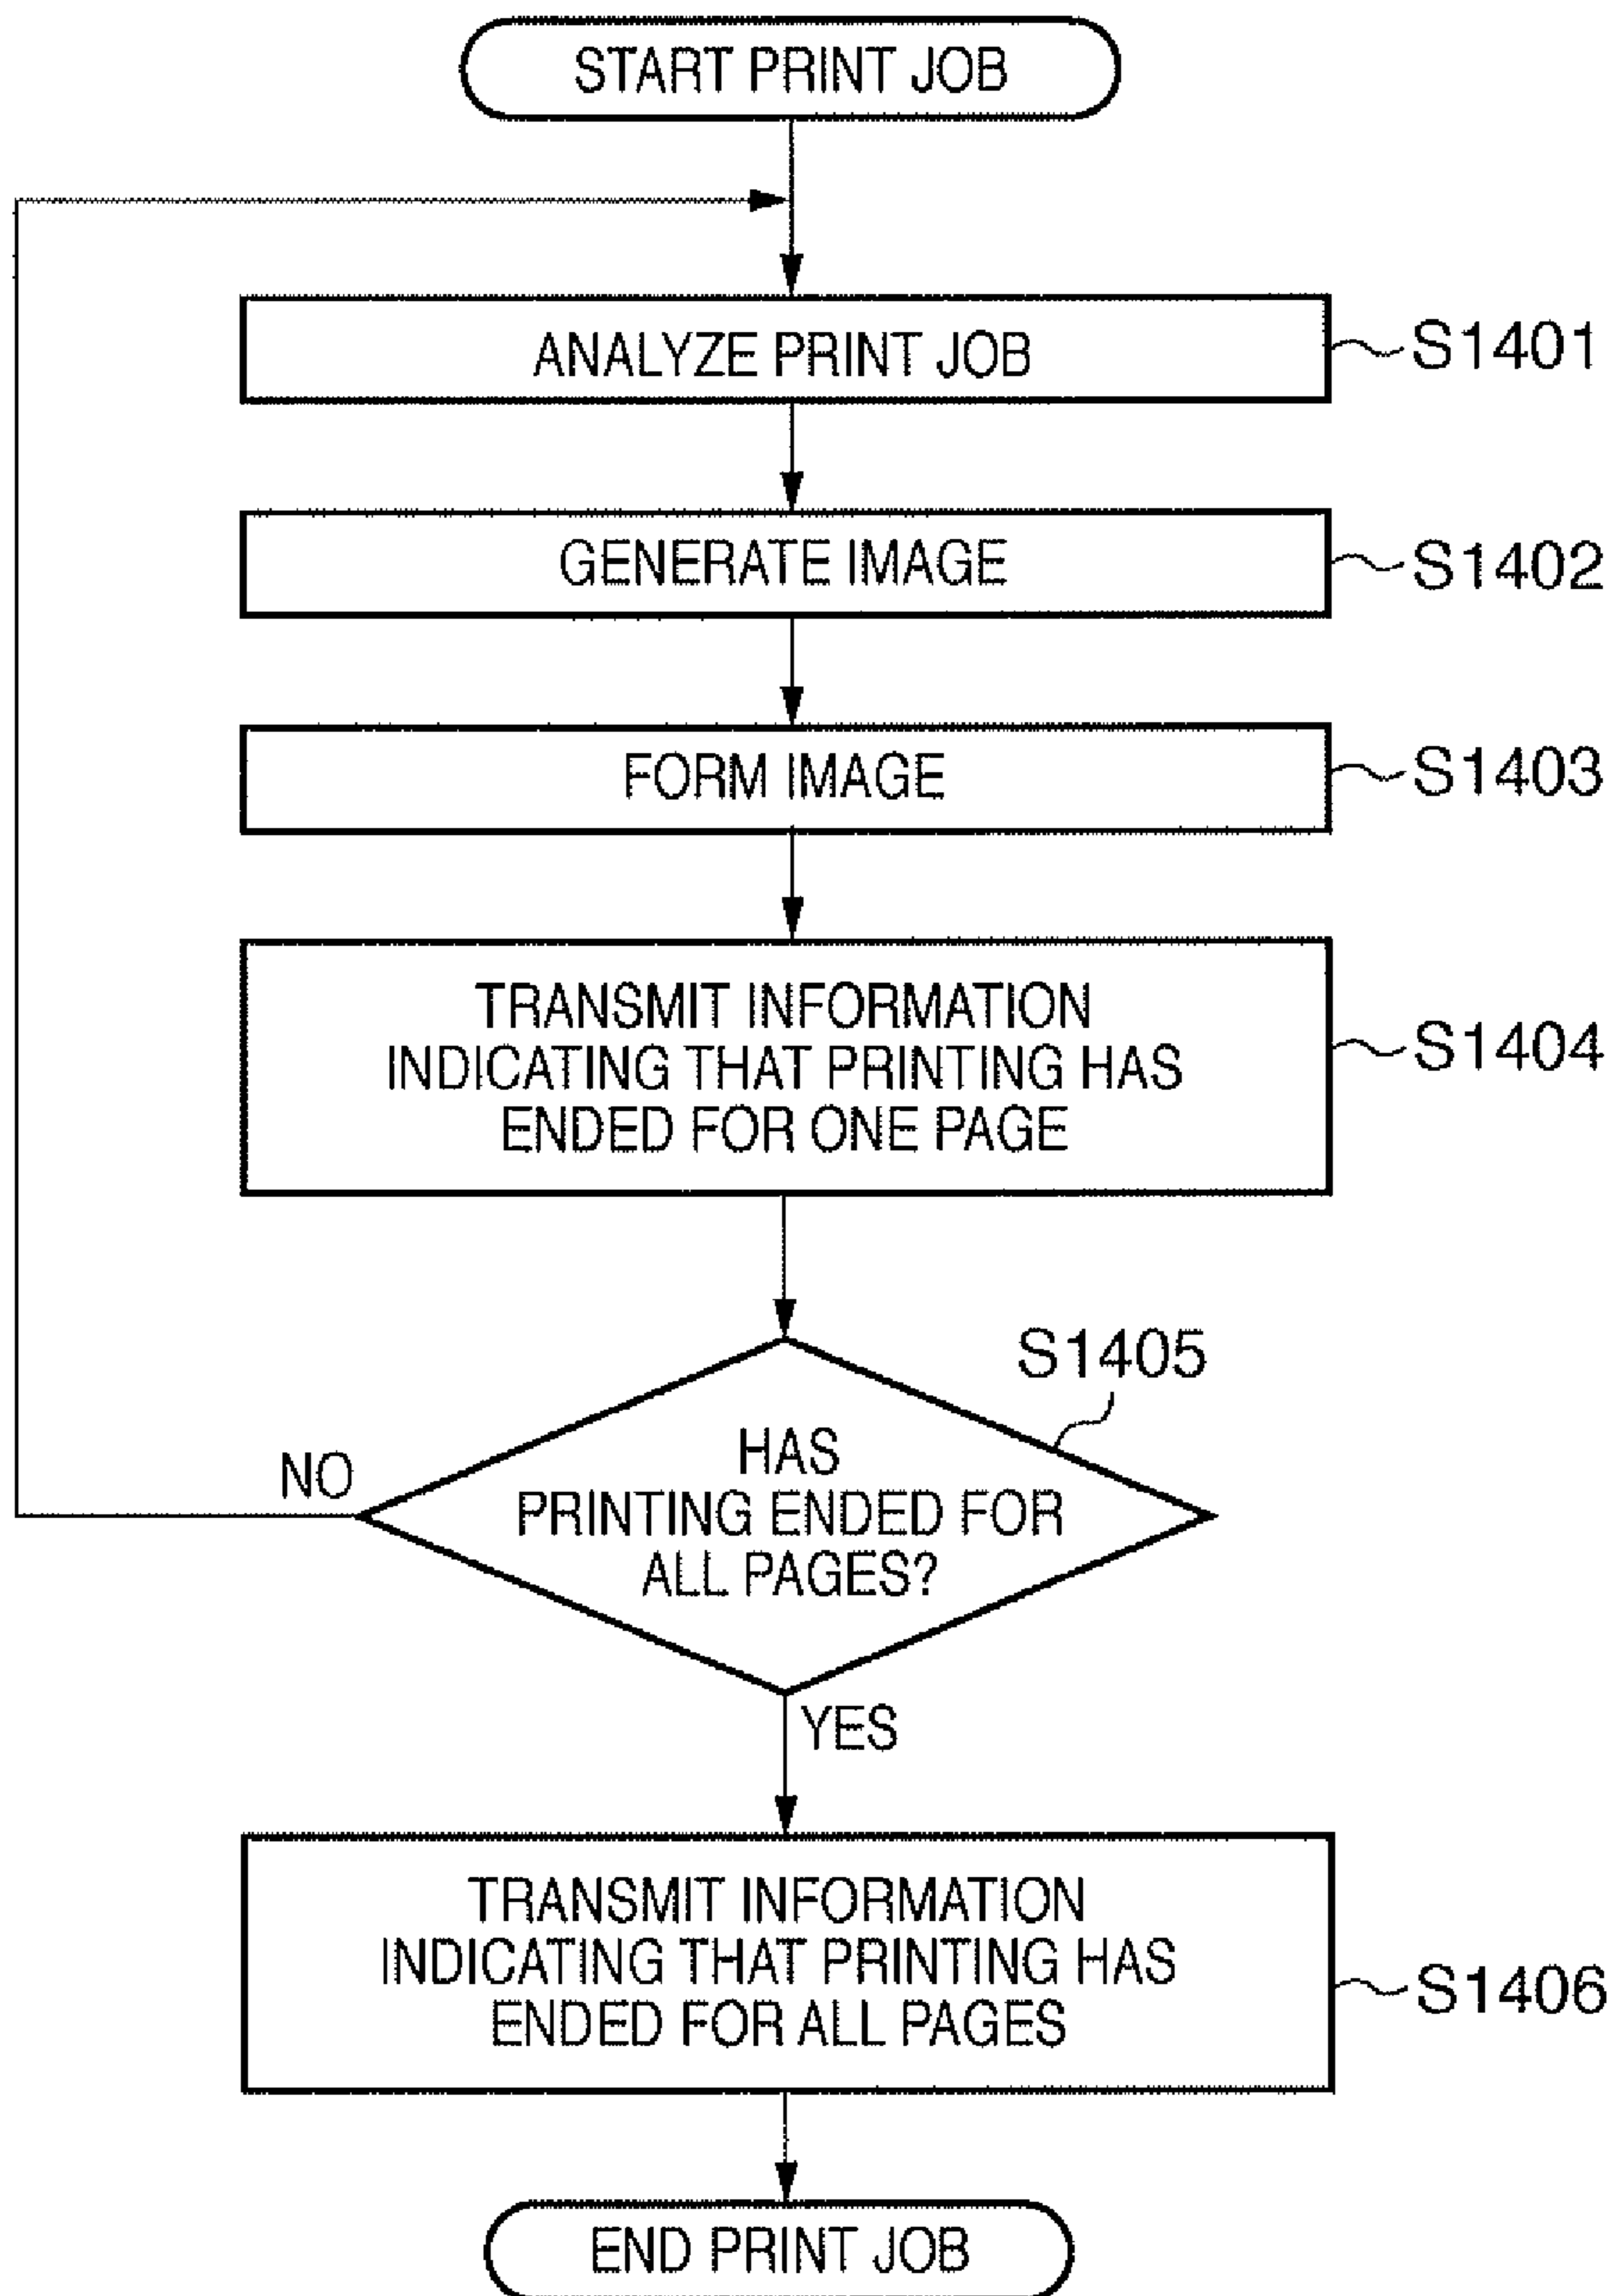 START PRINT JOB
ANALYZE PRINT JOB
S1401
GENERATE IMAGE
S1402
FORM IMAGE
S1403
TRANSMIT INFORMATION
INDICATING THAT PRINTING HAS
ENDED FOR ONE PAGE
S1404
S1405
HAS
PRINTING ENDED FOR
ALL PAGES?
NO
YES
TRANSMIT INFORMATION
INDICATING THAT PRINTING HAS
ENDED FOR ALL PAGES
S1406
END PRINT JOB